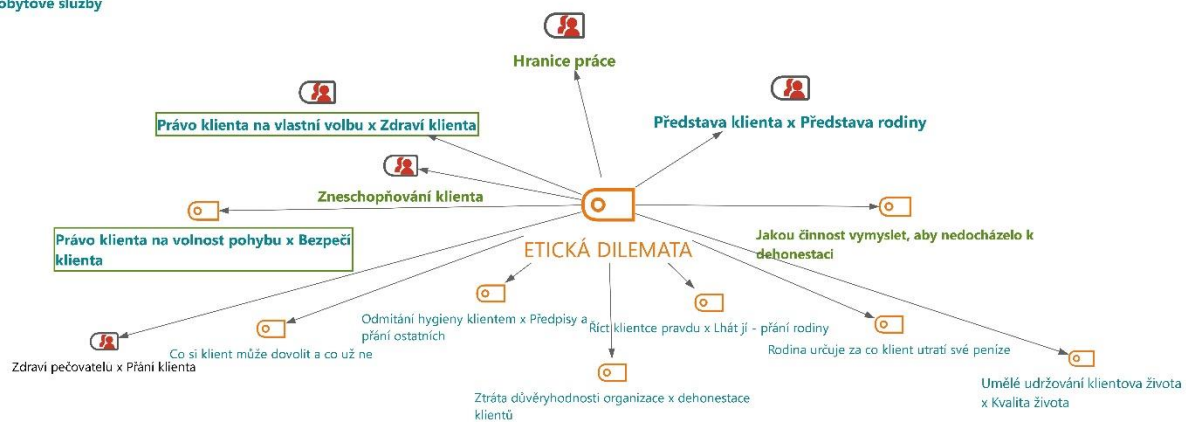 obytové služby
Hranice práce
Právo klienta na vlastní volbu x Zdraví klienta
Představa klienta x Představa rodiny
Zneschopňování klienta
Právo klienta na volnost pohybu x Bezpečí
klienta
ETICKÁ DILEMATA
Jakou činnost vymyslet, aby nedocházelo k
dehonestaci
Odmítání hygieny klientem x Předpisy a
přání ostatních
Říct klientce pravdu x Lhát jí - přání rodiny
Co si klient může dovolit a co už ne
Rodina určuje za co klient utratí své peníze
Zdraví pečovatelů x Přání klienta
Ztráta důvěryhodnosti organizace x dehonestace
klientů
Umělé udržování klientova života
x Kvalita života